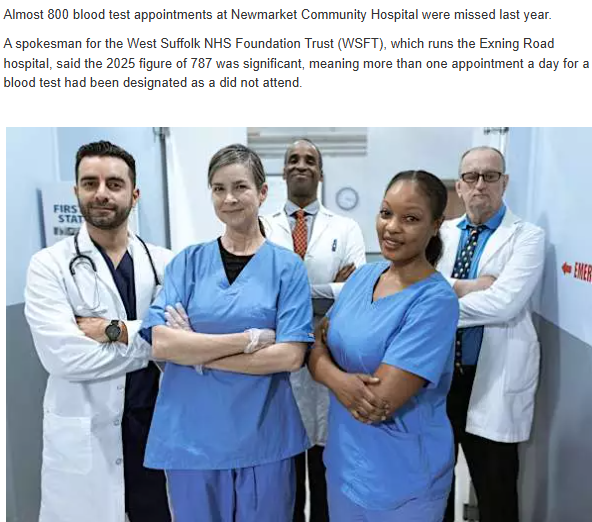 Almost 800 blood test appointments at Newmarket Community Hospital were missed last year.
A spokesman for the West Suffolk NHS Foundation Trust (WSFT), which runs the Exning Road
hospital, said the 2025 figure of 787 was significant, meaning more than one appointment a day for a
blood test had been designated as a did not attend.
FIRS
STAT
EMER